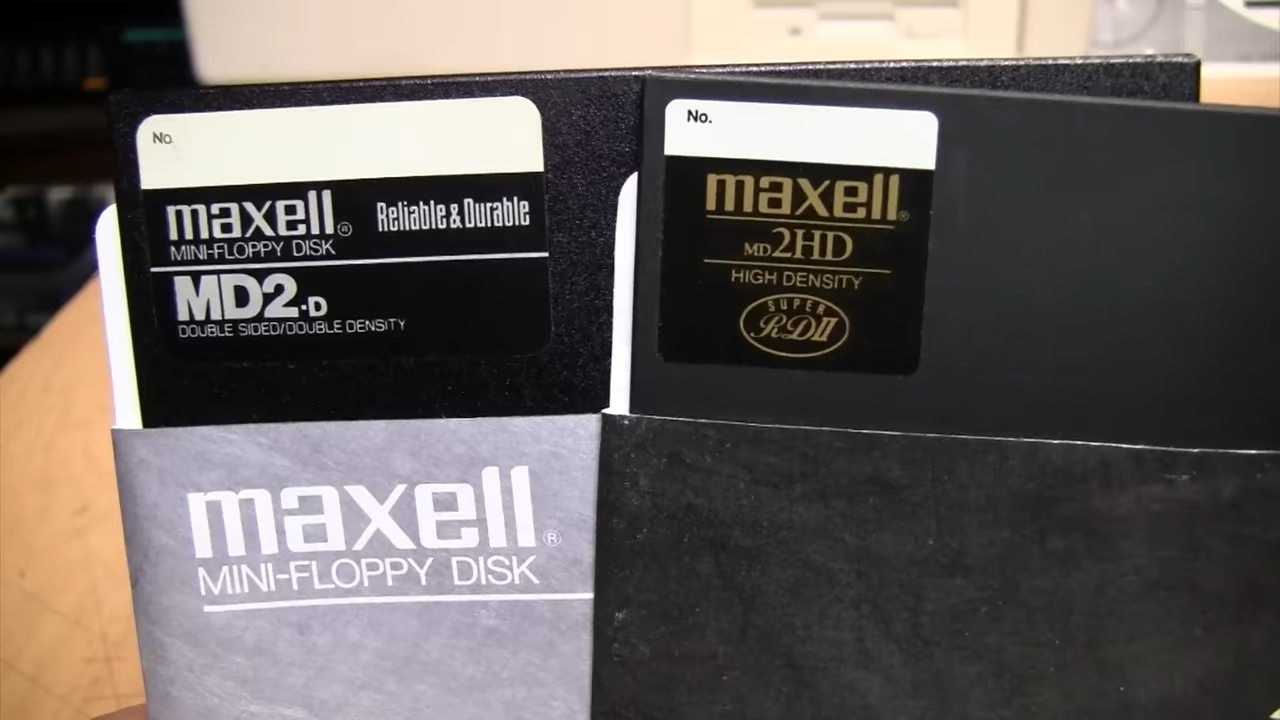 No.
maxell® Reliable & Durable
MINI-FLOPPY DISK
MD2-D
DOUBLE SIDED/DOUBLE DENSITY
maxell®
MINI-FLOPPY DISK
No.
maxell®
MD2HD
HIGH DENSITY
SUPER
RDII